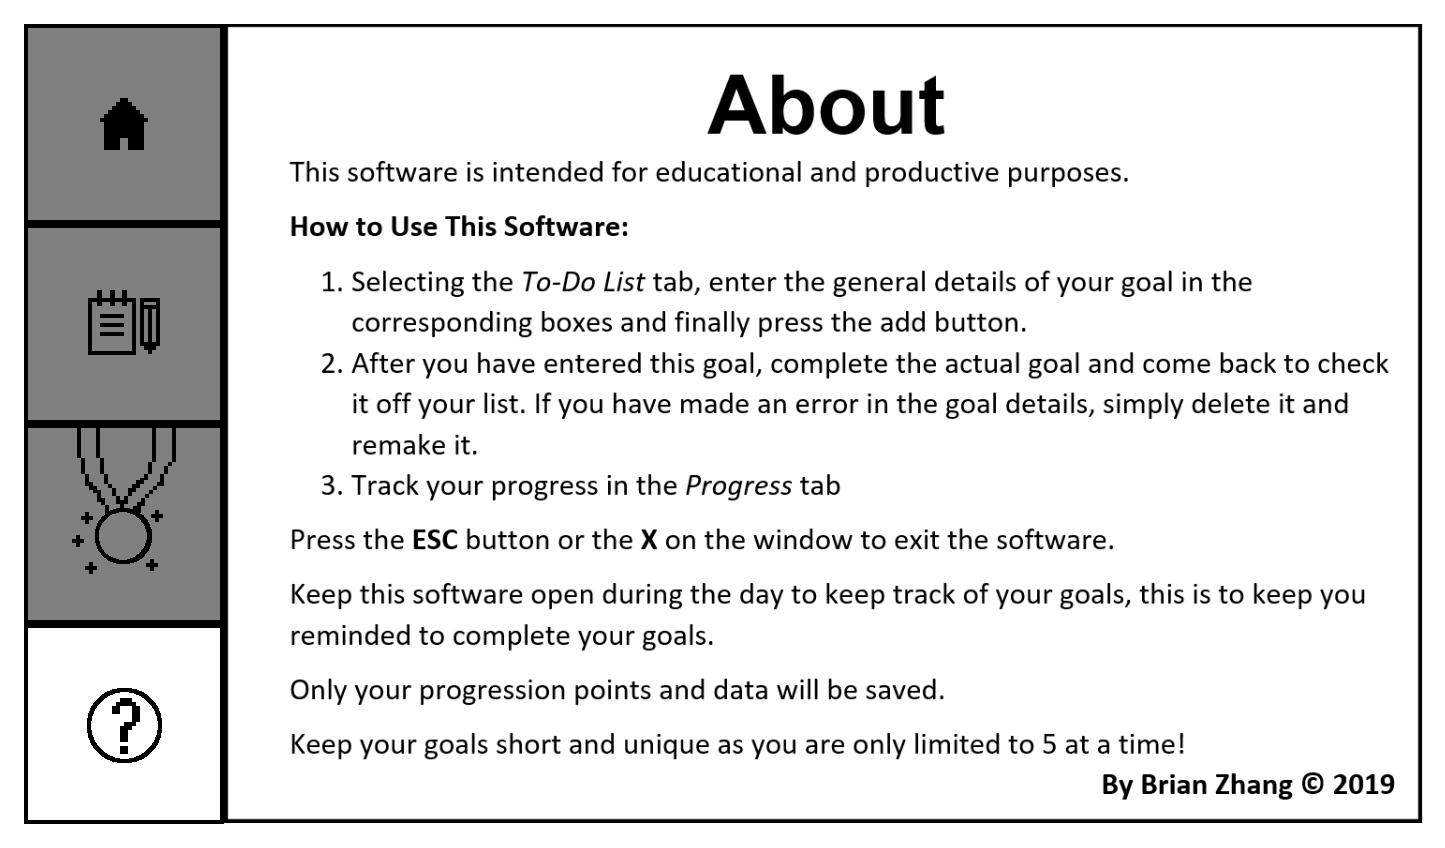 About
This software is intended for educational and productive purposes.
How to Use This Software:
1. Selecting the To-Do List tab, enter the general details of your goal in the
corresponding boxes and finally press the add button.
2. After you have entered this goal, complete the actual goal and come back to check
it off your list. If you have made an error in the goal details, simply delete it and
remake it.
3. Track your progress in the Progress tab
Press the ESC button or the X on the window to exit the software.
Keep this software open during the day to keep track of your goals, this is to keep you
reminded to complete your goals.
Only your progression points and data will be saved.
Keep your goals short and unique as you are only limited to 5 at a time!
By Brian Zhang © 2019
?